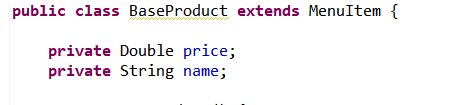 public class BaseProduct extends MenuItem {
private Double price;
private String name;